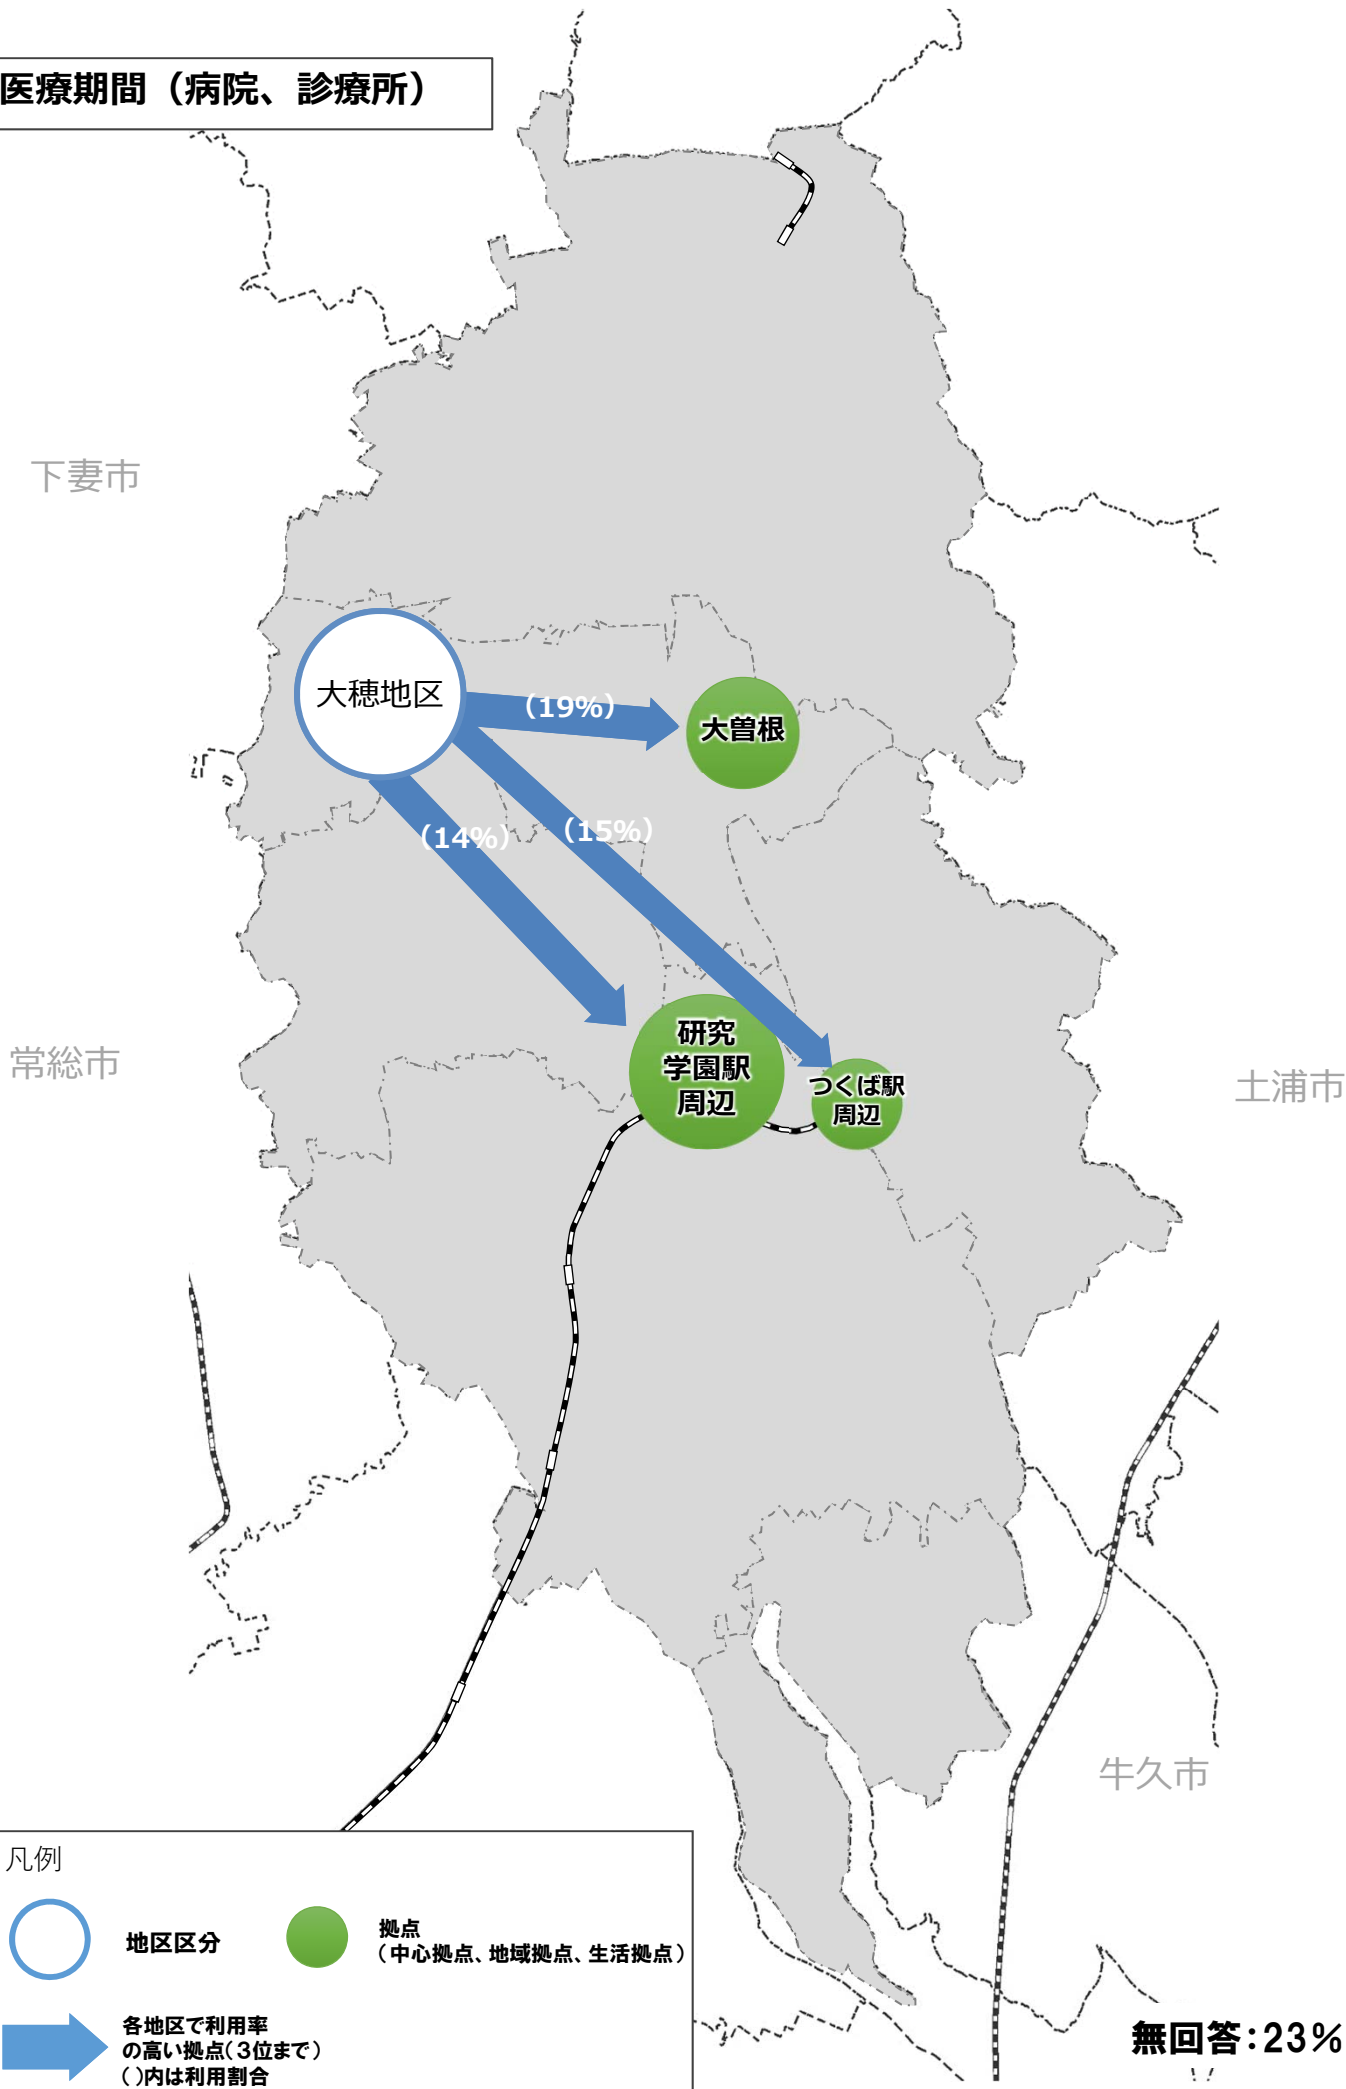 医療期間（病院、診療所）
下妻市
大穂地区
（19%）
大曽根
（14%）
（15%）
研究
学園駅
周辺
つくば駅
周辺
常総市
土浦市
牛久市
凡例
地区区分
拠点
（中心拠点、地域拠点、生活拠点）
各地区で利用率
の高い拠点（3位まで）
（ ）内は利用割合
無回答：23%